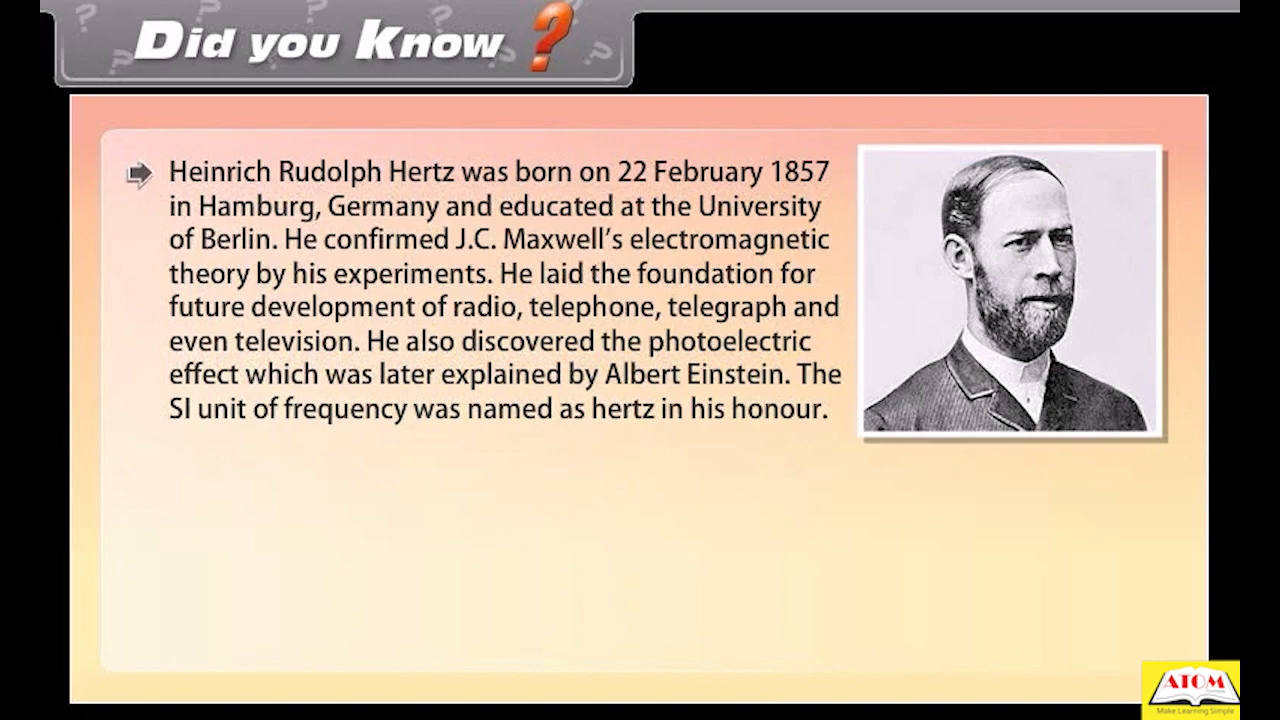 Did you Know ?
Heinrich Rudolph Hertz was born on 22 February 1857
in Hamburg, Germany and educated at the University
of Berlin. He confirmed J.C. Maxwell’s electromagnetic
theory by his experiments. He laid the foundation for
future development of radio, telephone, telegraph and
even television. He also discovered the photoelectric
effect which was later explained by Albert Einstein. The
SI unit of frequency was named as hertz in his honour.
ATOM
Make Learning Simple